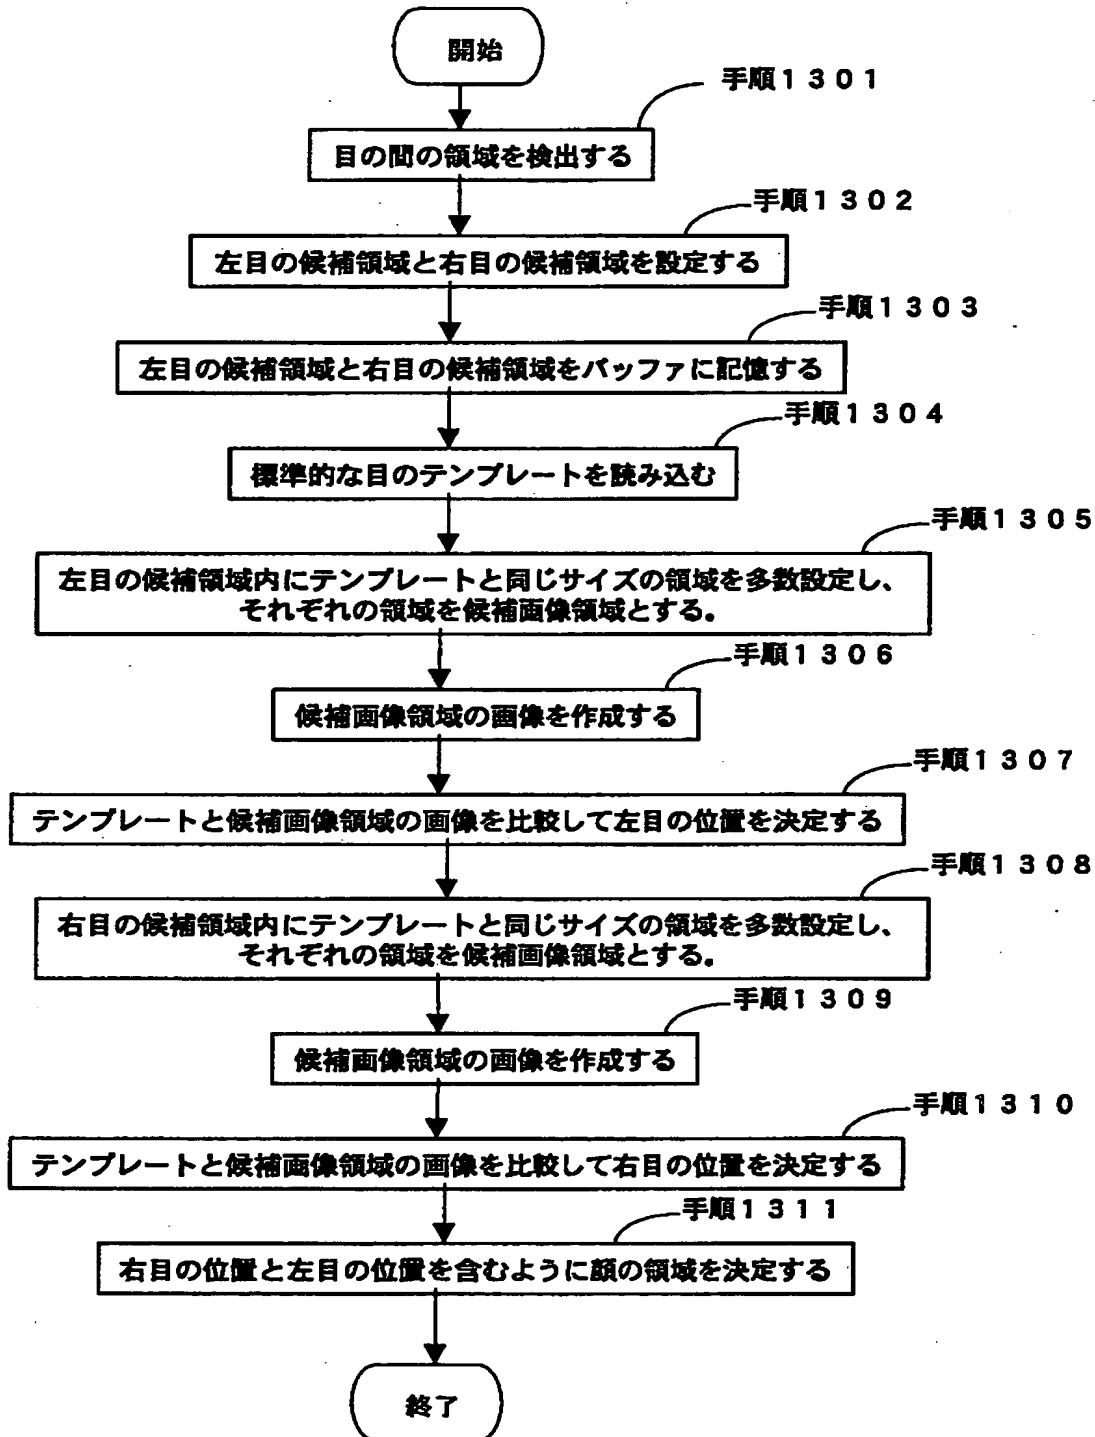 開始
手順1301
目の間の領域を検出する
手順1302
左目の候補領域と右目の候補領域を設定する
手順1303
左目の候補領域と右目の候補領域をバッファに記憶する
手順1304
標準的な目のテンプレートを読み込む
手順1305
左目の候補領域内にテンプレートと同じサイズの領域を多数設定し、
それぞれの領域を候補画像領域とする。
手順1306
候補画像領域の画像を作成する
手順1307
テンプレートと候補画像領域の画像を比較して左目の位置を決定する
手順1308
右目の候補領域内にテンプレートと同じサイズの領域を多数設定し、
それぞれの領域を候補画像領域とする。
手順1309
候補画像領域の画像を作成する
手順1310
テンプレートと候補画像領域の画像を比較して右目の位置を決定する
手順1311
右目の位置と左目の位置を含むように顔の領域を決定する
終了